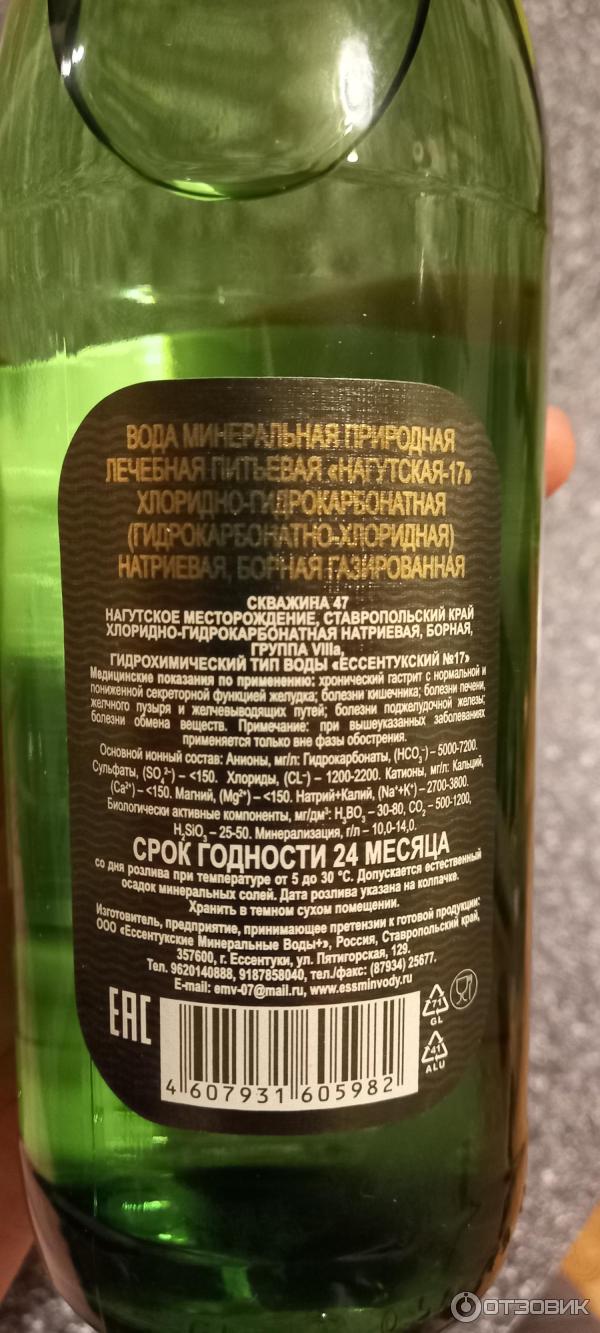 ВОДА МИНЕРАЛЬНАЯ ПРИРОДНАЯ
ЛЕЧЕБНАЯ ПИТЬЕВАЯ «НАГУТСКАЯ-17»
ХЛОРИДНО-ГИДРОКАРБОНАТНАЯ
(ГИДРОКАРБОНАТНО-ХЛОРИДНАЯ)
НАТРИЕВАЯ, БОРНАЯ ГАЗИРОВАННАЯ
СКВАЖИНА 47
НАГУТСКОЕ МЕСТОРОЖДЕНИЕ, СТАВРОПОЛЬСКИЙ КРАЙ
ХЛОРИДНО-ГИДРОКАРБОНАТНАЯ НАТРИЕВАЯ, БОРНАЯ,
ГРУППА VIIIа,
ГИДРОХИМИЧЕСКИЙ ТИП ВОДЫ «ЕССЕНТУКСКИЙ №17»
Медицинские показания по применению: хронический гастрит с нормальной и
пониженной секреторной функцией желудка; болезни кишечника; болезни печени,
желчного пузыря и желчевыводящих путей; болезни поджелудочной железы;
болезни обмена веществ. Примечание: при вышеуказанных заболеваниях
применяется только вне фазы обострения.
Основной ионный состав: Анионы, мг/л: Гидрокарбонаты, (HCO₃⁻) – 5000-7200.
Сульфаты, (SO₄²⁻) – <150. Хлориды, (CL⁻) – 1200-2200. Катионы, мг/л: Кальций,
(Ca²⁺) – <150. Магний, (Mg²⁺) – <150. Натрий+Калий, (Na⁺+K⁺) – 2700-3800.
Биологически активные компоненты, мг/дм³: H₃BO₃ – 30-80, CO₂ – 500-1200,
H₂SiO₃ – 25-50. Минерализация, г/л – 10,0-14,0.
СРОК ГОДНОСТИ 24 МЕСЯЦА
со дня розлива при температуре от 5 до 30 °С. Допускается естественный
осадок минеральных солей. Дата розлива указана на колпачке.
Хранить в темном сухом помещении.
Изготовитель, предприятие, принимающее претензии к готовой продукции:
ООО «Ессентукские Минеральные Воды+», Россия, Ставропольский край,
357600, г. Ессентуки, ул. Пятигорская, 129.
Тел. 9620140888, 9187858040, тел./факс: (87934) 25677.
E-mail: emv-07@mail.ru, www.essminvody.ru
EAC
71
GL
41
ALU
4 607931 605982
ОТЗОВИК